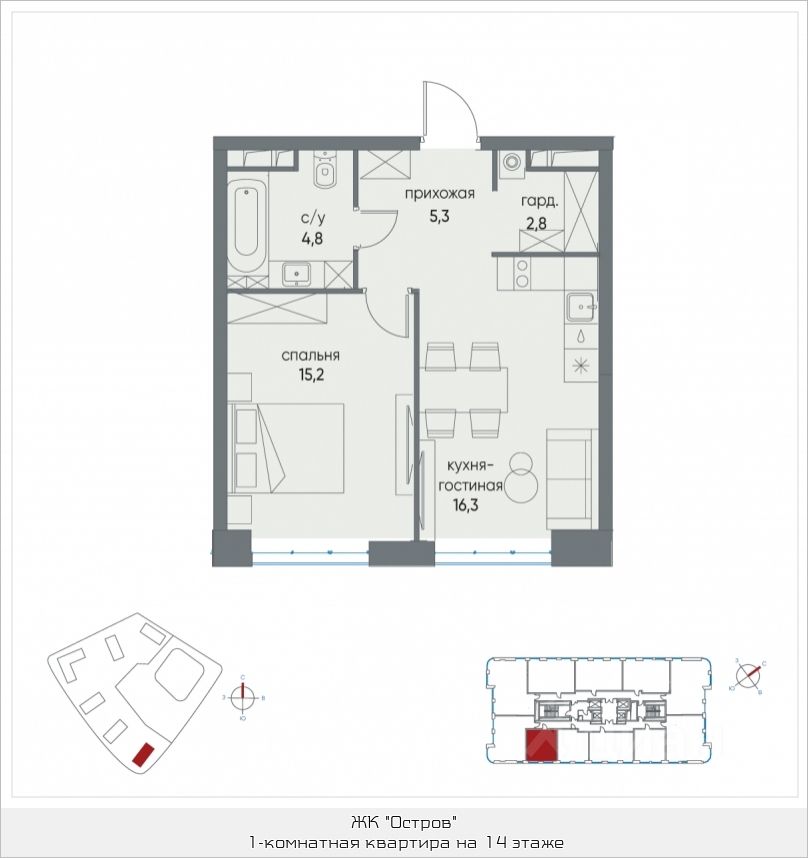 прихожая
5,3
гард.
2,8
с/у
4,8
спальня
15,2
кухня-
гостиная
16,3
С
З
В
Ю
З
С
Ю
В
ЖК "Остров"
1-комнатная квартира на 14 этаже